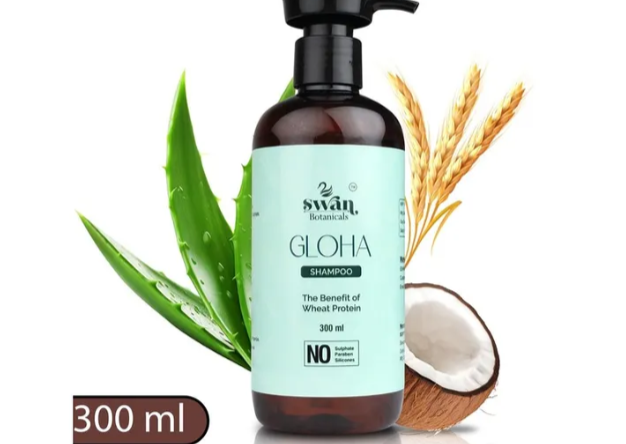 swan
Botanicals
GLOHA
SHAMPOO
The Benefit of
Wheat Protein
300 ml
NO
Sulphate
Paraben
Silicones
300 ml